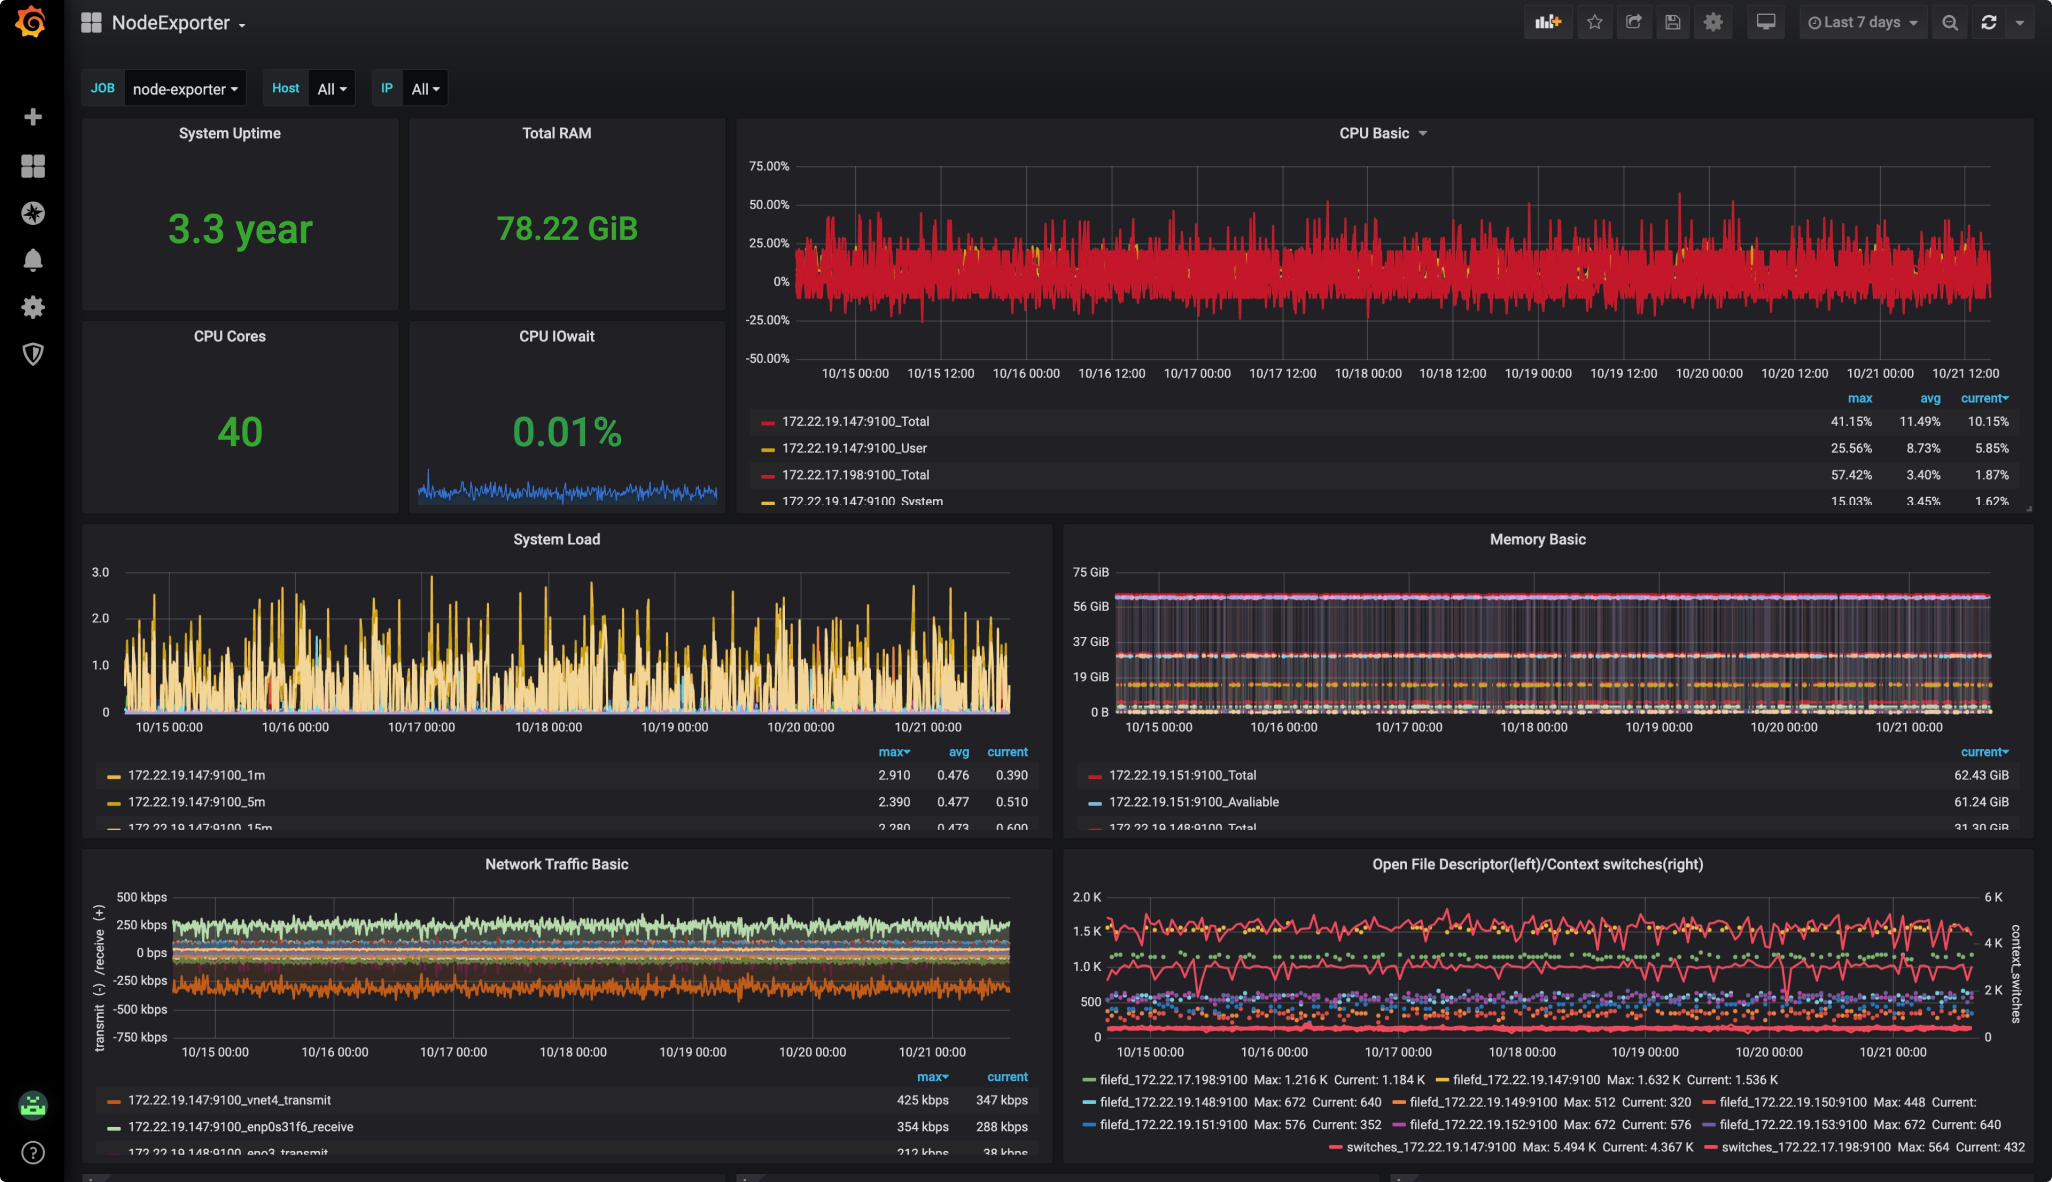 NodeExporter
Last 7 days
JOB node-exporter Host All IP All
System Uptime
3.3 year
Total RAM
78.22 GiB
CPU Cores
40
CPU IOwait
0.01%
CPU Basic
75.00%
50.00%
25.00%
0%
-25.00%
-50.00%
10/15 00:00 10/15 12:00 10/16 00:00 10/16 12:00 10/17 00:00 10/17 12:00 10/18 00:00 10/18 12:00 10/19 00:00 10/19 12:00 10/20 00:00 10/20 12:00 10/21 00:00 10/21 12:00
max avg current
172.22.19.147:9100_Total 41.15% 11.49% 10.15%
172.22.19.147:9100_User 25.56% 8.73% 5.85%
172.22.17.198:9100_Total 57.42% 3.40% 1.87%
172.22.19.147:9100_System 15.03% 3.45% 1.62%
System Load
3.0
2.0
1.0
0
10/15 00:00 10/16 00:00 10/17 00:00 10/18 00:00 10/19 00:00 10/20 00:00 10/21 00:00
max avg current
172.22.19.147:9100_1m 2.910 0.476 0.390
172.22.19.147:9100_5m 2.390 0.477 0.510
172.22.19.147:9100_15m 2.280 0.473 0.600
Memory Basic
75 GiB
56 GiB
37 GiB
19 GiB
0 B
10/15 00:00 10/16 00:00 10/17 00:00 10/18 00:00 10/19 00:00 10/20 00:00 10/21 00:00
current
172.22.19.151:9100_Total 62.43 GiB
172.22.19.151:9100_Avaliable 61.24 GiB
172.22.19.148:9100_Total 31.30 GiB
Network Traffic Basic
transmit (-) /receive (+)
500 kbps
250 kbps
0 bps
-250 kbps
-500 kbps
-750 kbps
10/15 00:00 10/16 00:00 10/17 00:00 10/18 00:00 10/19 00:00 10/20 00:00 10/21 00:00
max current
172.22.19.147:9100_vnet4_transmit 425 kbps 347 kbps
172.22.19.147:9100_enp0s31f6_receive 354 kbps 288 kbps
172.22.19.148:9100_eno3_transmit 212 kbps 38 kbps
Open File Descriptor(left)/Context switches(right)
2.0 K
1.5 K
1.0 K
500
0
6 K
4 K
2 K
0
context_switches
10/15 00:00 10/16 00:00 10/17 00:00 10/18 00:00 10/19 00:00 10/20 00:00 10/21 00:00
filefd_172.22.17.198:9100 Max: 1.216 K Current: 1.184 K filefd_172.22.19.147:9100 Max: 1.632 K Current: 1.536 K
filefd_172.22.19.148:9100 Max: 672 Current: 640 filefd_172.22.19.149:9100 Max: 512 Current: 320 filefd_172.22.19.150:9100 Max: 448 Current:
filefd_172.22.19.151:9100 Max: 576 Current: 352 filefd_172.22.19.152:9100 Max: 672 Current: 576 filefd_172.22.19.153:9100 Max: 672 Current: 640
switches_172.22.19.147:9100 Max: 5.494 K Current: 4.367 K switches_172.22.17.198:9100 Max: 564 Current: 432